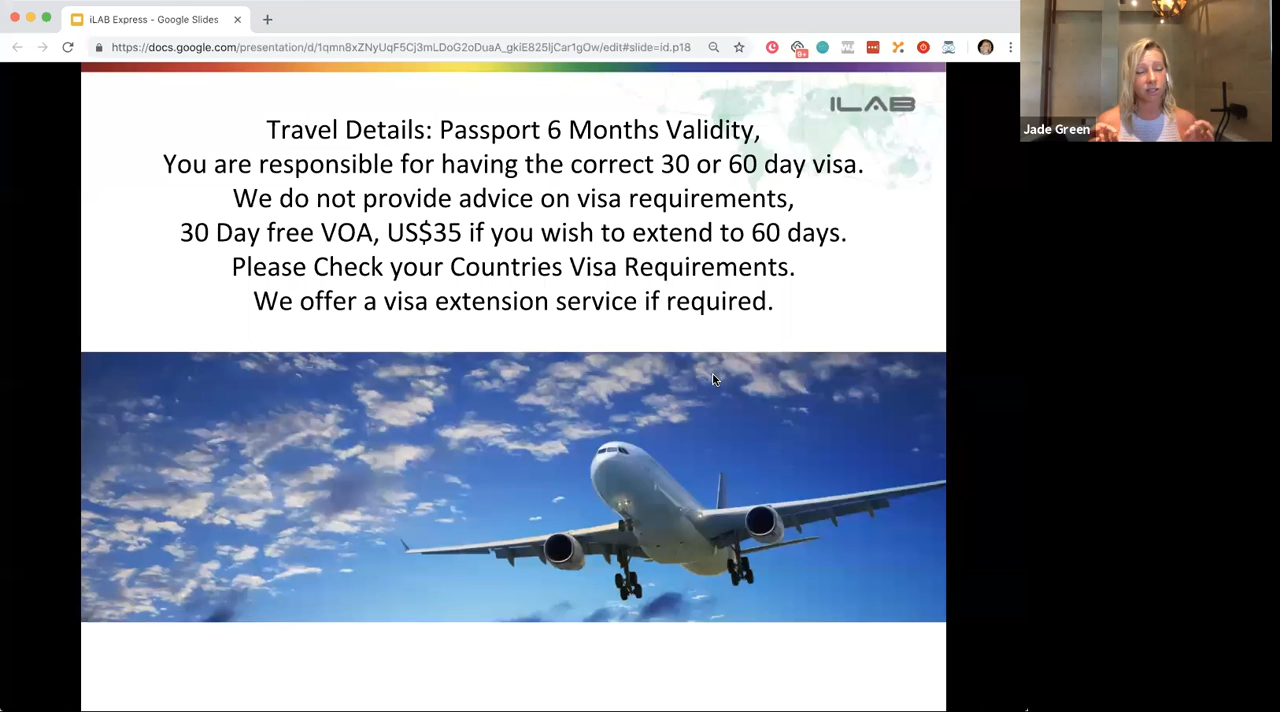 iLAB Express - Google Slides
https://docs.google.com/presentation/d/1qmn8xZNyUqF5Cj3mLDoG2oDuaA_gkiE825ljCar1gOw/edit#slide=id.p18
9+
Jade Green
ILAB
Travel Details: Passport 6 Months Validity,
You are responsible for having the correct 30 or 60 day visa.
We do not provide advice on visa requirements,
30 Day free VOA, US$35 if you wish to extend to 60 days.
Please Check your Countries Visa Requirements.
We offer a visa extension service if required.